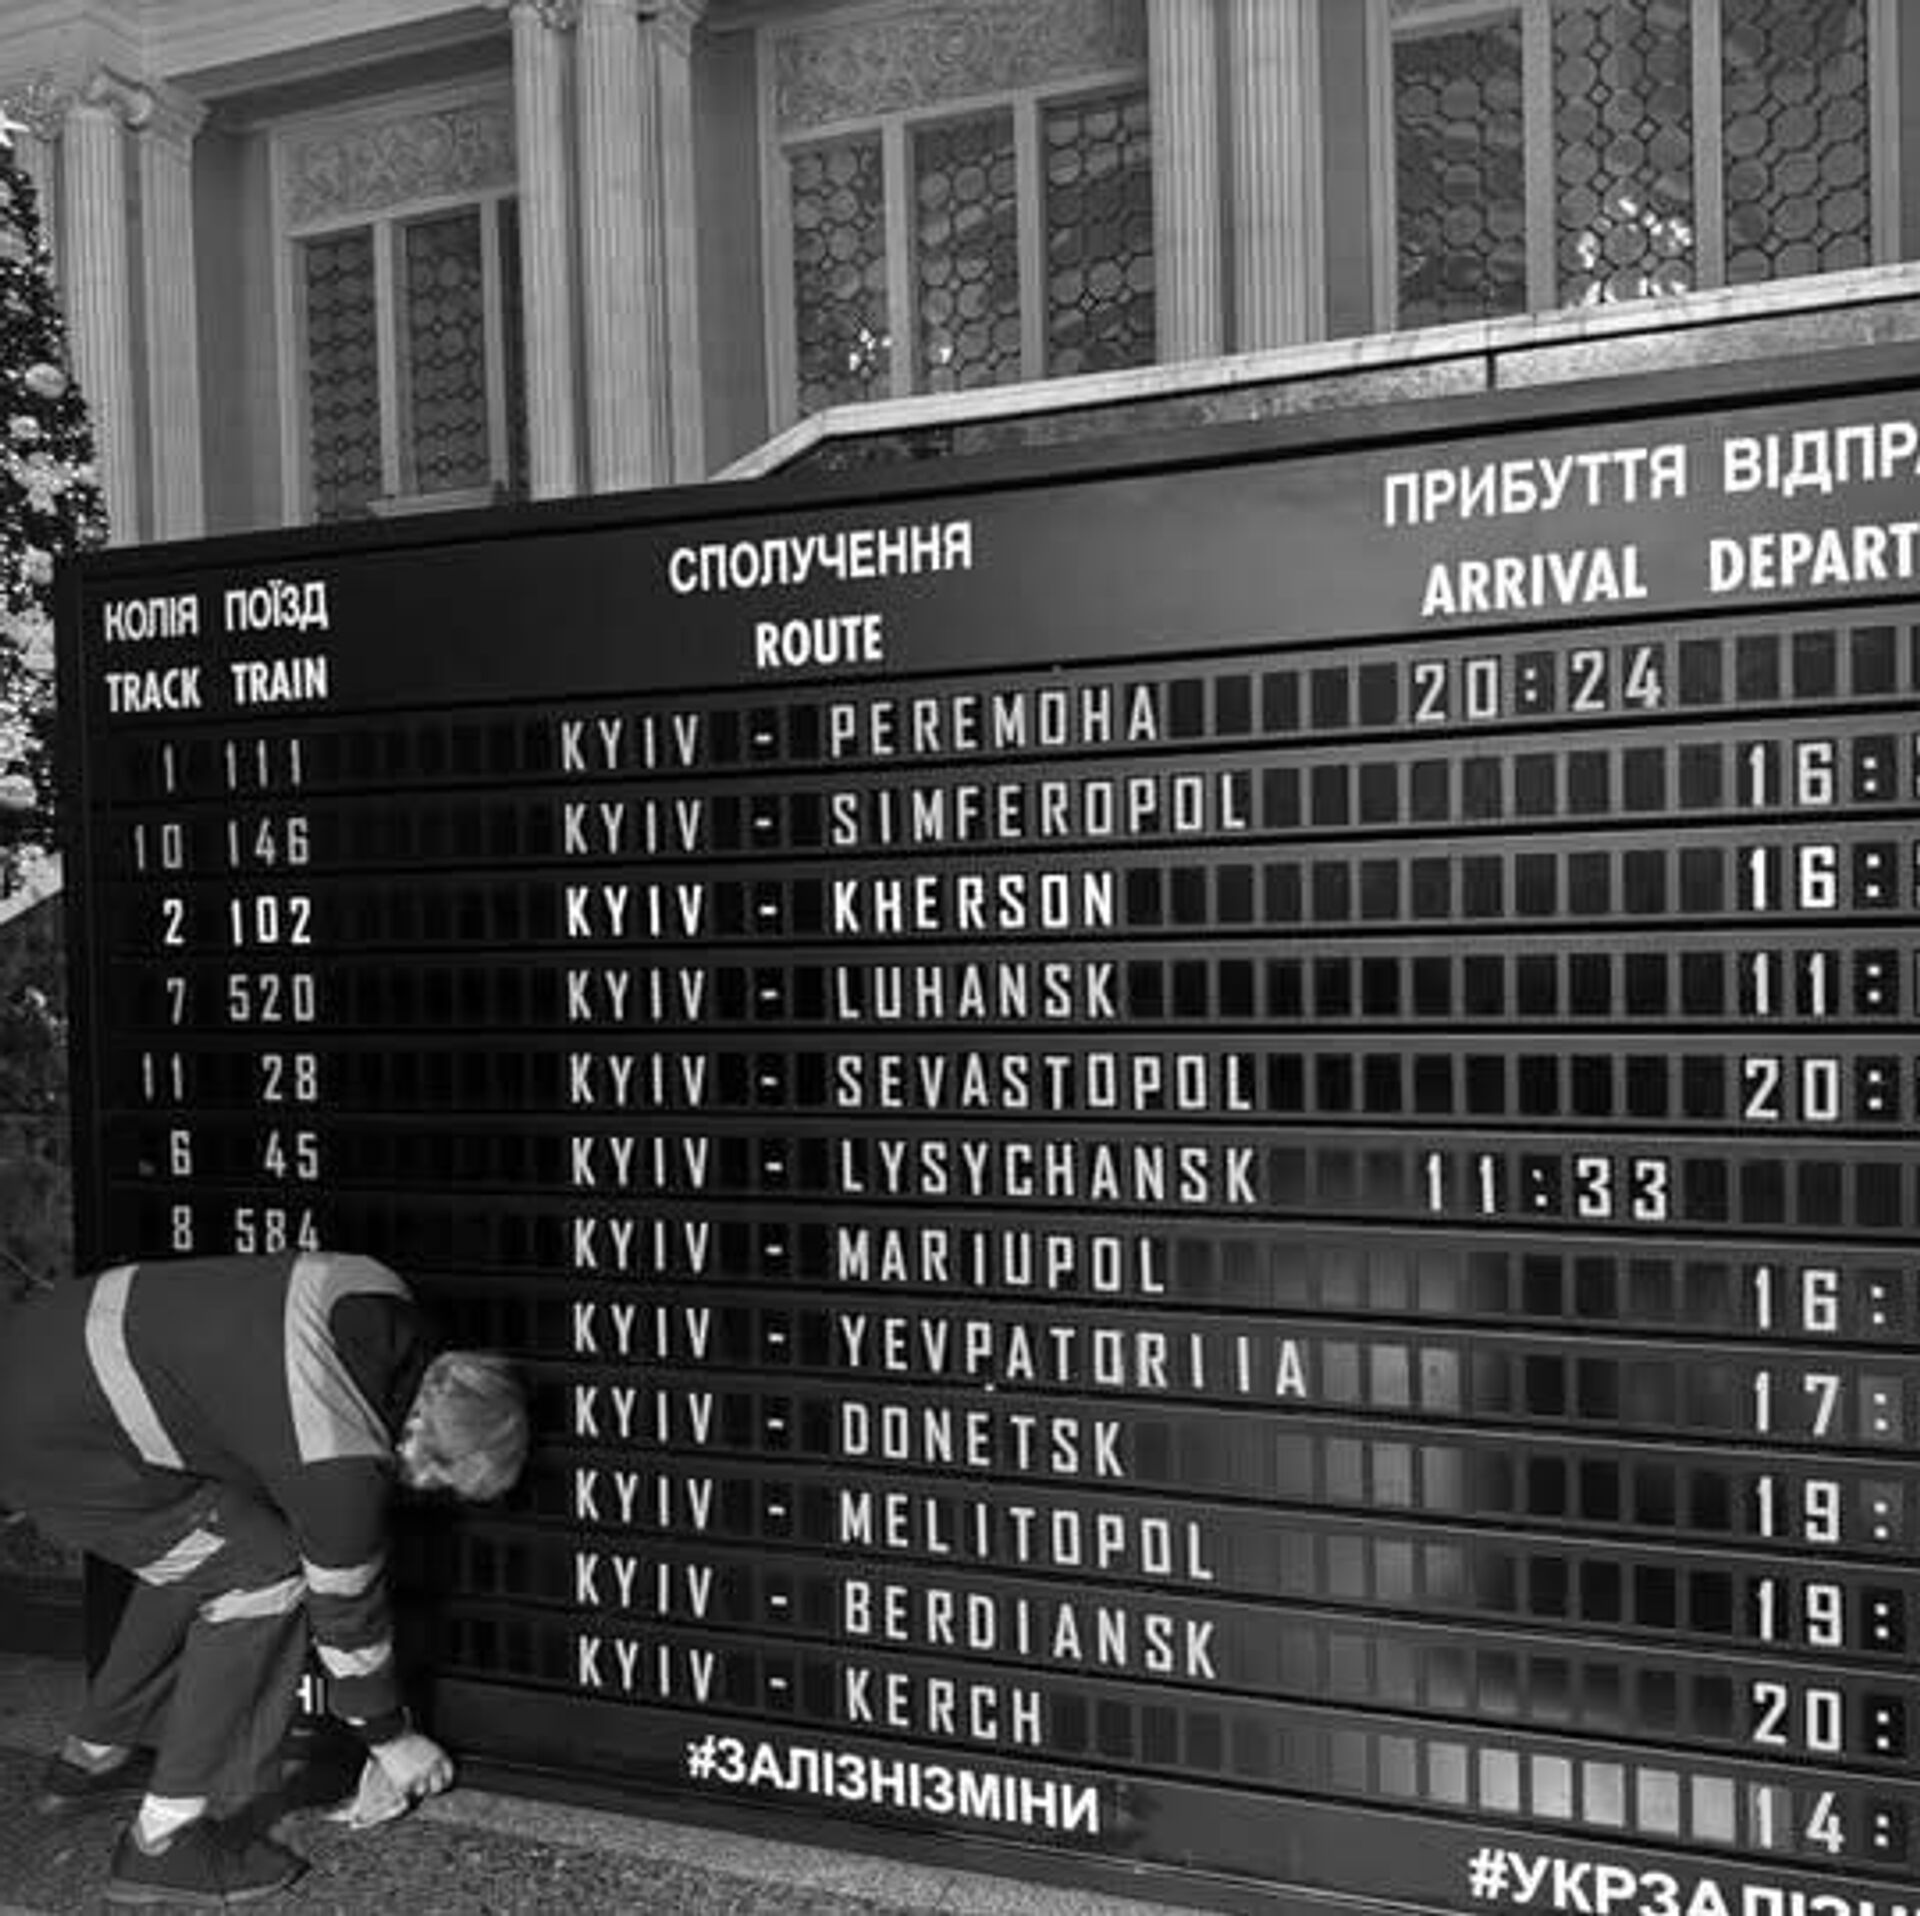 КОЛІЯ ПОЇЗД СПОЛУЧЕННЯ ПРИБУТТЯ
TRACK TRAIN ROUTE ARRIVAL
1 111 KYIV - PEREMOHA 20:24
10 146 KYIV - SIMFEROPOL 16:
2 102 KYIV - KHERSON 16:
7 520 KYIV - LUHANSK 11:
11 28 KYIV - SEVASTOPOL 20:
6 45 KYIV - LYSYCHANSK 11:33
8 584 KYIV - MARIUPOL 16:
KYIV - YEVPATORIIA 17:
KYIV - DONETSK 19:
KYIV - MELITOPOL 19:
KYIV - BERDIANSK 20:
KYIV - KERCH 14:
#ЗАЛІЗНІЗМІНИ